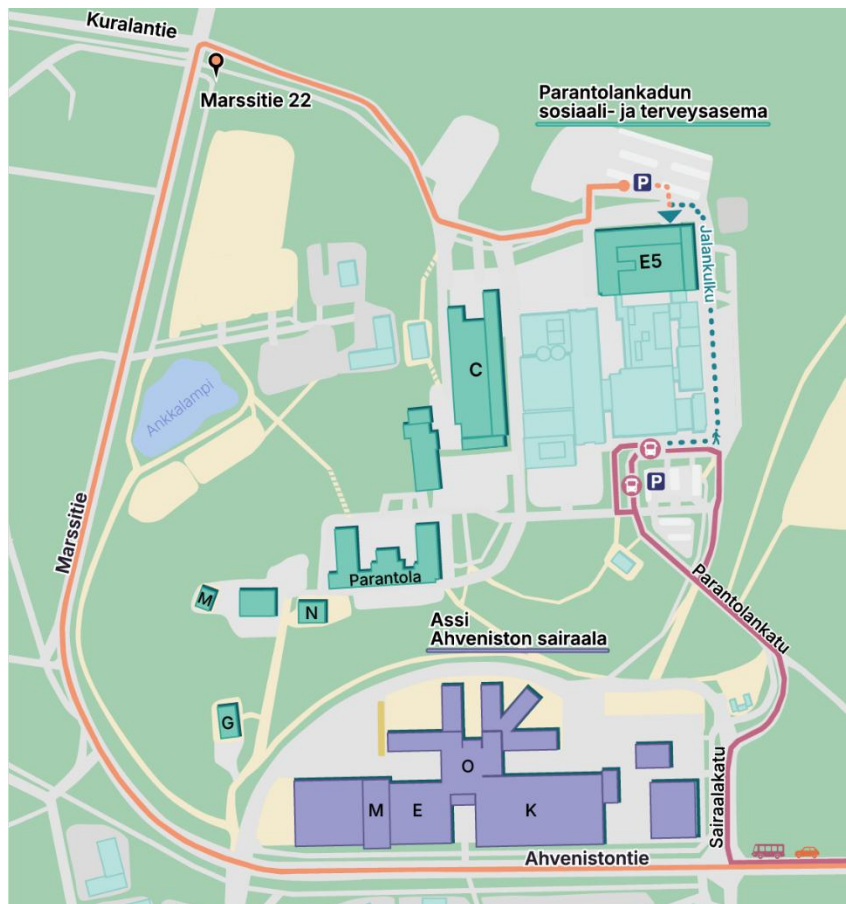 Kuralantie
Marssitie 22
Parantolankadun
sosiaali- ja terveysasema
P
E5
Jalankulku
C
Ankkalampi
P
Marssitie
Parantola
M
N
Parantolankatu
Assi
Ahveniston sairaala
G
O
M
E
K
Sairaalakatu
Ahvenistontie